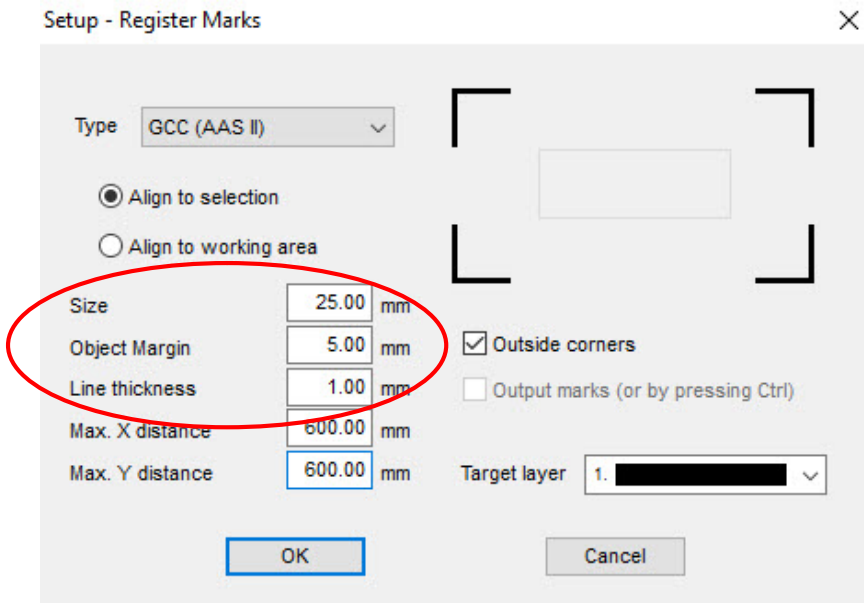 Setup - Register Marks
Type GCC (AAS II)
Align to selection
Align to working area
Size 25.00 mm
Object Margin 5.00 mm
Line thickness 1.00 mm
Max. X distance 600.00 mm
Max. Y distance 600.00 mm
Outside corners
Output marks (or by pressing Ctrl)
Target layer 1.
OK Cancel